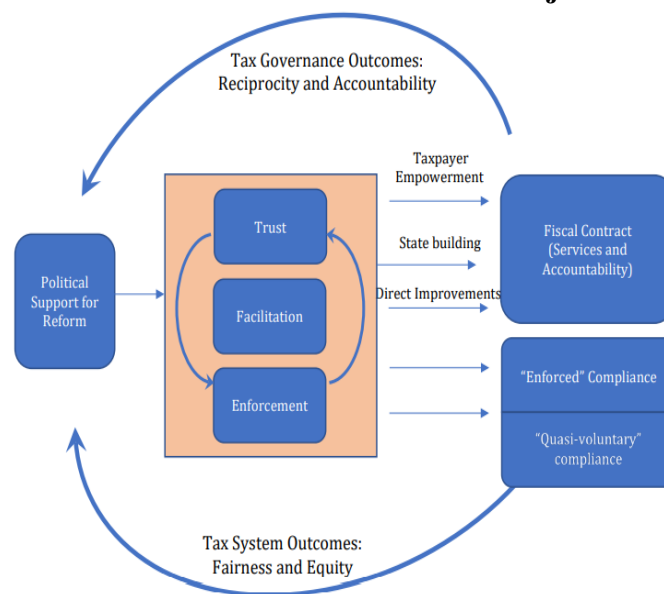 Tax Governance Outcomes:
Reciprocity and Accountability
Taxpayer
Empowerment
Trust
Fiscal Contract
(Services and
Accountability)
State building
Political
Support for
Reform
Direct Improvements
Facilitation
"Enforced" Compliance
Enforcement
"Quasi-voluntary"
compliance
Tax System Outcomes:
Fairness and Equity